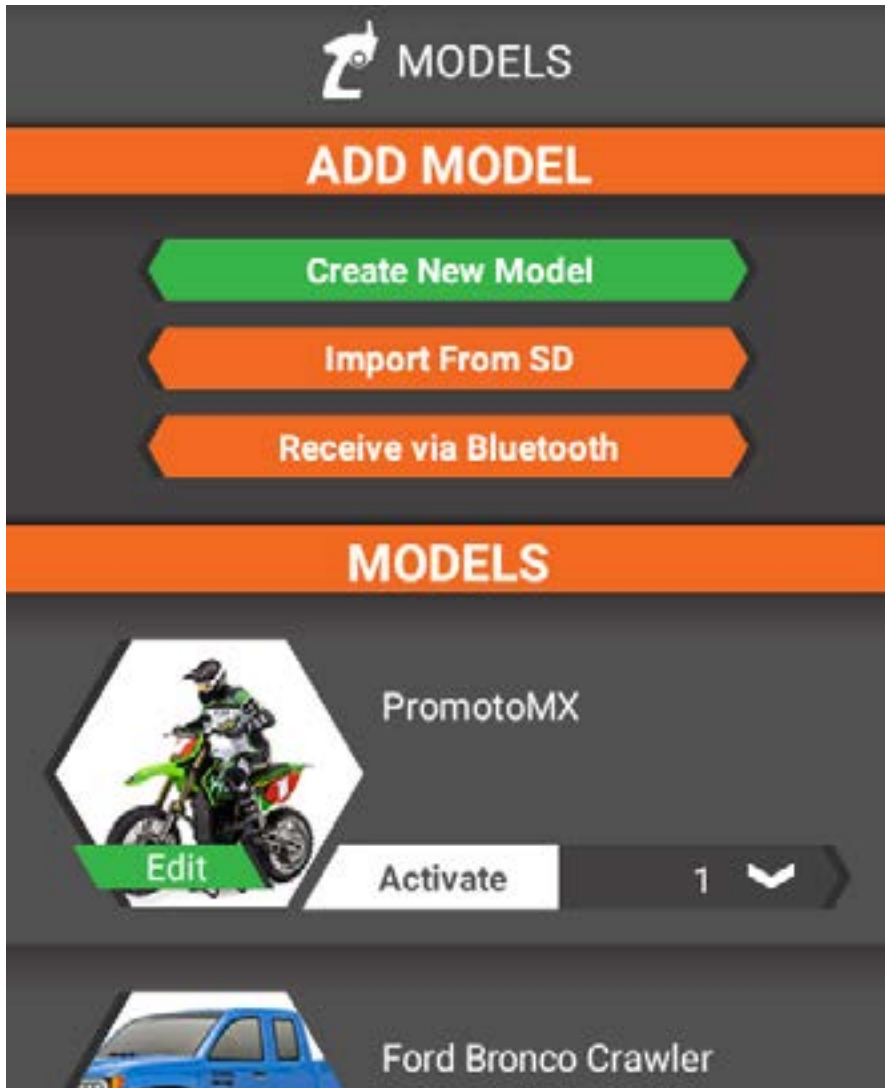 MODELS
ADD MODEL
Create New Model
Import From SD
Receive via Bluetooth
MODELS
PromotoMX
Edit
Activate
1
Ford Bronco Crawler